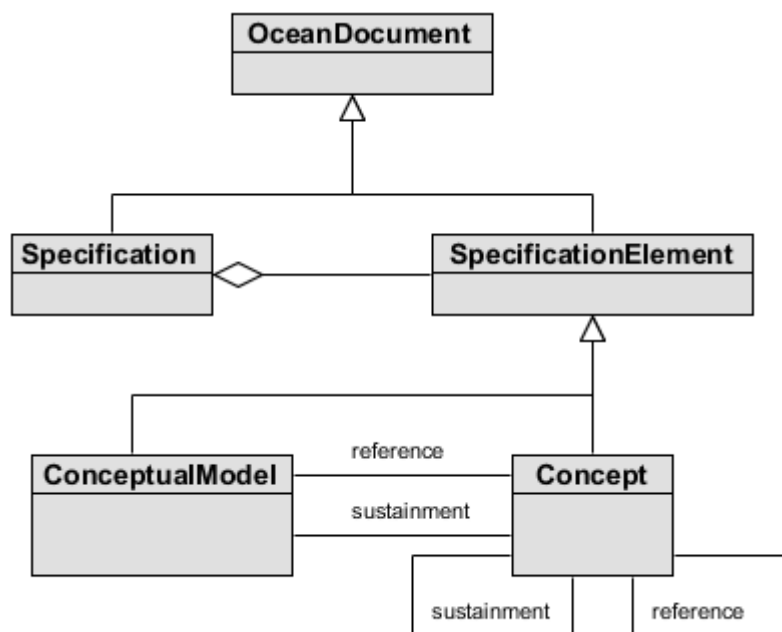 OceanDocument
Specification
SpecificationElement
reference
ConceptualModel
Concept
sustainment
sustainment
reference